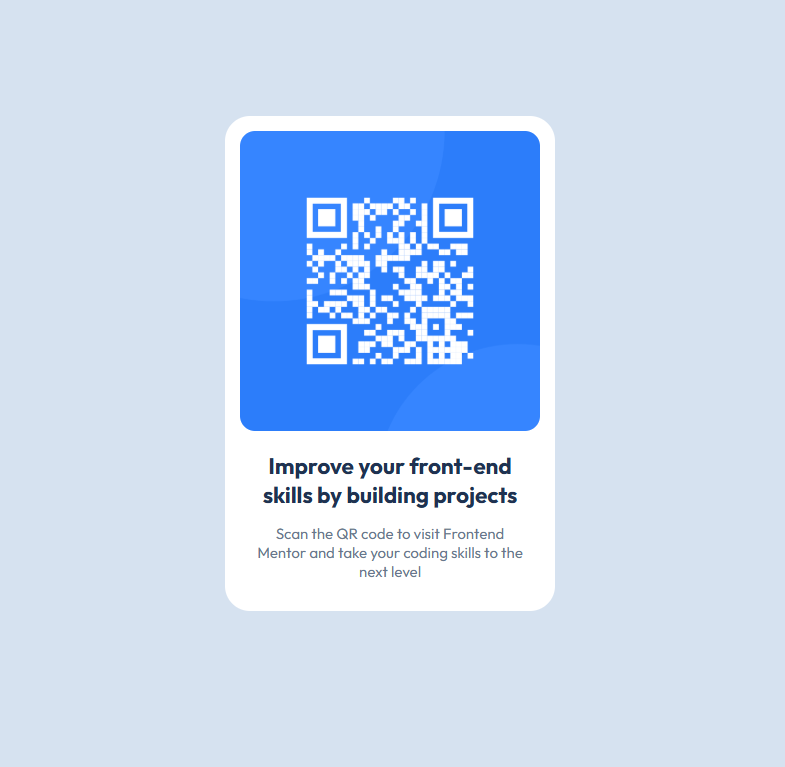 Improve your front-end
skills by building projects
Scan the QR code to visit Frontend
Mentor and take your coding skills to the
next level